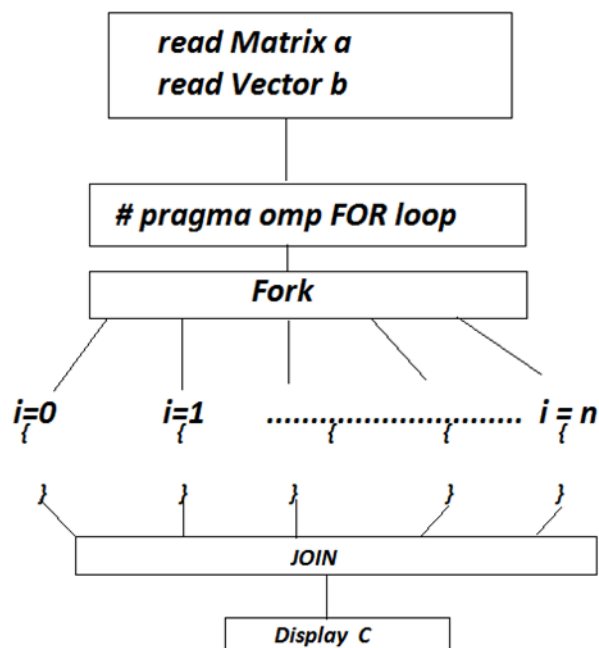 read Matrix a
read Vector b
# pragma omp FOR loop
Fork
i=0 i=1 ............................. i = n
{ { { { {
} } } } }
JOIN
Display C